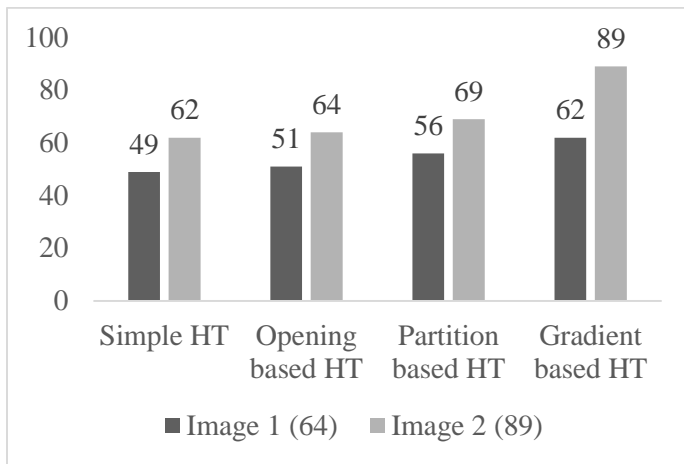 100
80
60
40
20
0
49 62 51 64 56 69 62 89
Simple HT Opening based HT Partition based HT Gradient based HT
Image 1 (64) Image 2 (89)